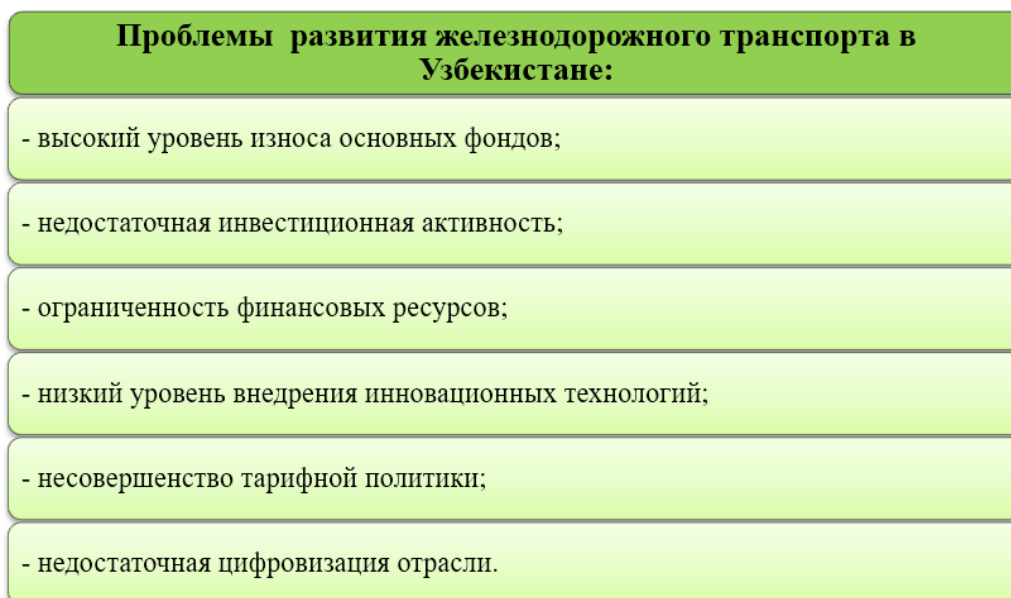 Проблемы развития железнодорожного транспорта в
Узбекистане:
- высокий уровень износа основных фондов;
- недостаточная инвестиционная активность;
- ограниченность финансовых ресурсов;
- низкий уровень внедрения инновационных технологий;
- несовершенство тарифной политики;
- недостаточная цифровизация отрасли.